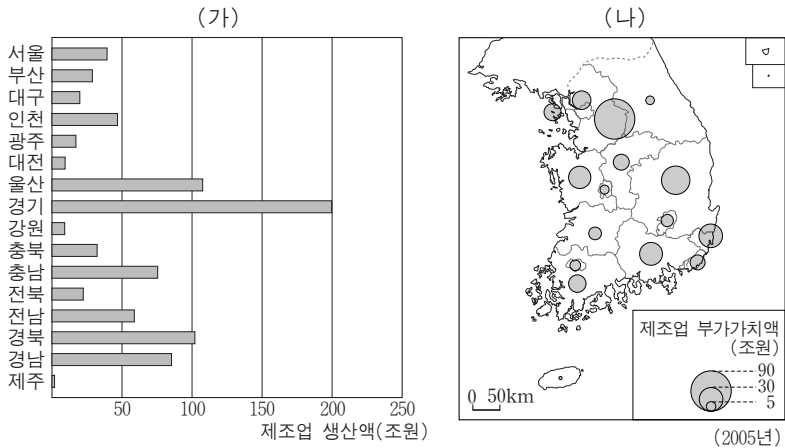 (가)
서울
부산
대구
인천
광주
대전
울산
경기
강원
충북
충남
전북
전남
경북
경남
제주
50 100 150 200 250
제조업 생산액(조원)
(나)
제조업 부가가치액
(조원)
90
30
5
0 50km
(2005년)